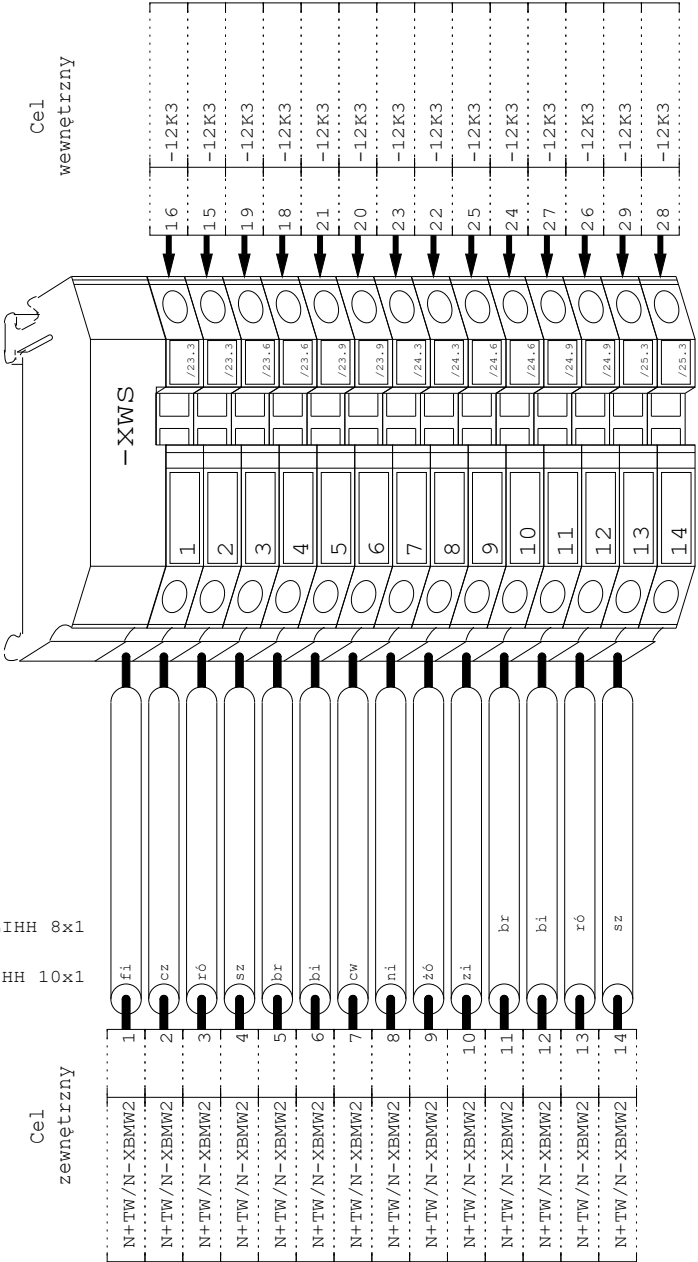 Cel
wewnętrzny
-12K3 -12K3 -12K3 -12K3 -12K3 -12K3 -12K3 -12K3 -12K3 -12K3 -12K3 -12K3 -12K3 -12K3
16 15 19 18 21 20 23 22 25 24 27 26 29 28
/23.3 /23.3 /23.6 /23.6 /23.9 /23.9 /24.3 /24.3 /24.6 /24.6 /24.9 /24.9 /25.3 /25.3
-XWS
1 2 3 4 5 6 7 8 9 10 11 12 13 14
IHH 8x1
br bi ró sz
HH 10x1
fi cz ró sz br bi cw ni żó zi
1 2 3 4 5 6 7 8 9 10 11 12 13 14
Cel
zewnętrzny
N+TW/N-XBMW2 N+TW/N-XBMW2 N+TW/N-XBMW2 N+TW/N-XBMW2 N+TW/N-XBMW2 N+TW/N-XBMW2 N+TW/N-XBMW2 N+TW/N-XBMW2 N+TW/N-XBMW2 N+TW/N-XBMW2 N+TW/N-XBMW2 N+TW/N-XBMW2 N+TW/N-XBMW2 N+TW/N-XBMW2